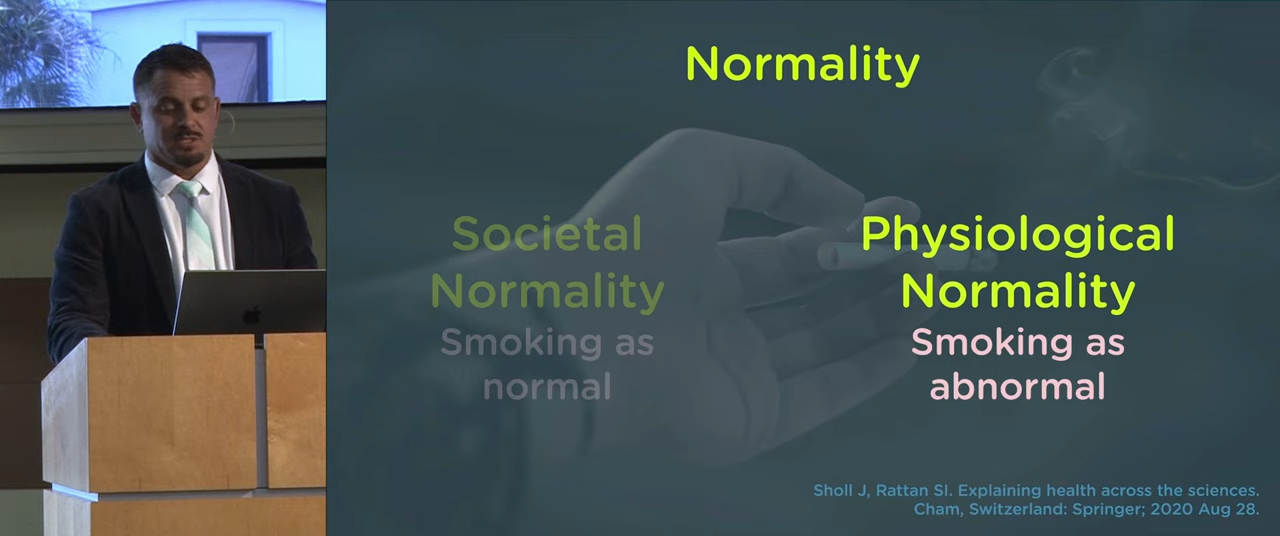 Normality
Societal
Normality
Smoking as
normal
Physiological
Normality
Smoking as
abnormal
Sholl J, Rattan SI. Explaining health across the sciences.
Cham, Switzerland: Springer; 2020 Aug 28.